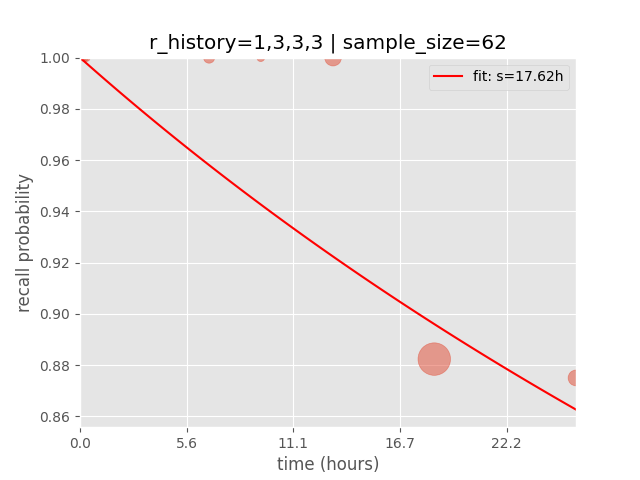 r_history=1,3,3,3 | sample_size=62
fit: s=17.62h
1.00
0.98
0.96
0.94
0.92
0.90
0.88
0.86
recall probability
0.0 5.6 11.1 16.7 22.2
time (hours)